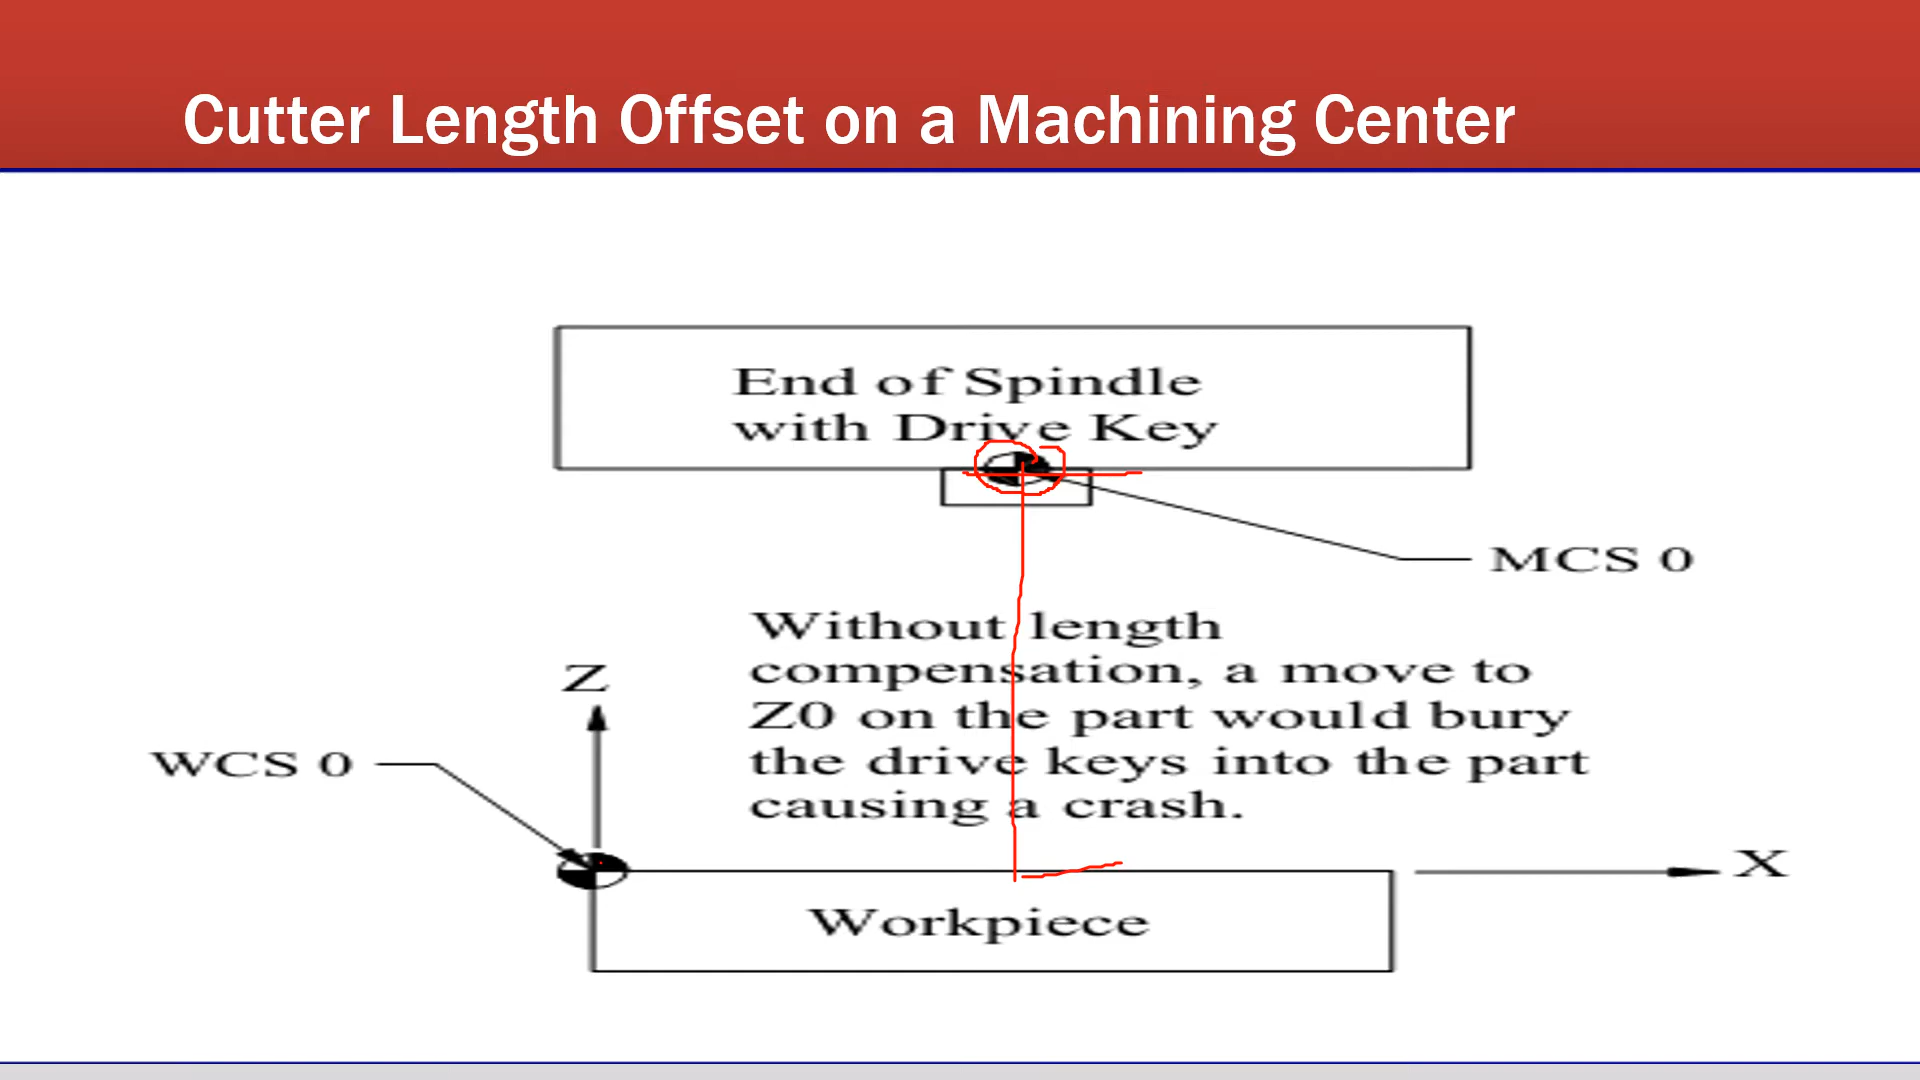 Cutter Length Offset on a Machining Center
End of Spindle
with Drive Key
MCS 0
Without length
compensation, a move to
Z0 on the part would bury
the drive keys into the part
causing a crash.
Z
WCS 0
X
Workpiece